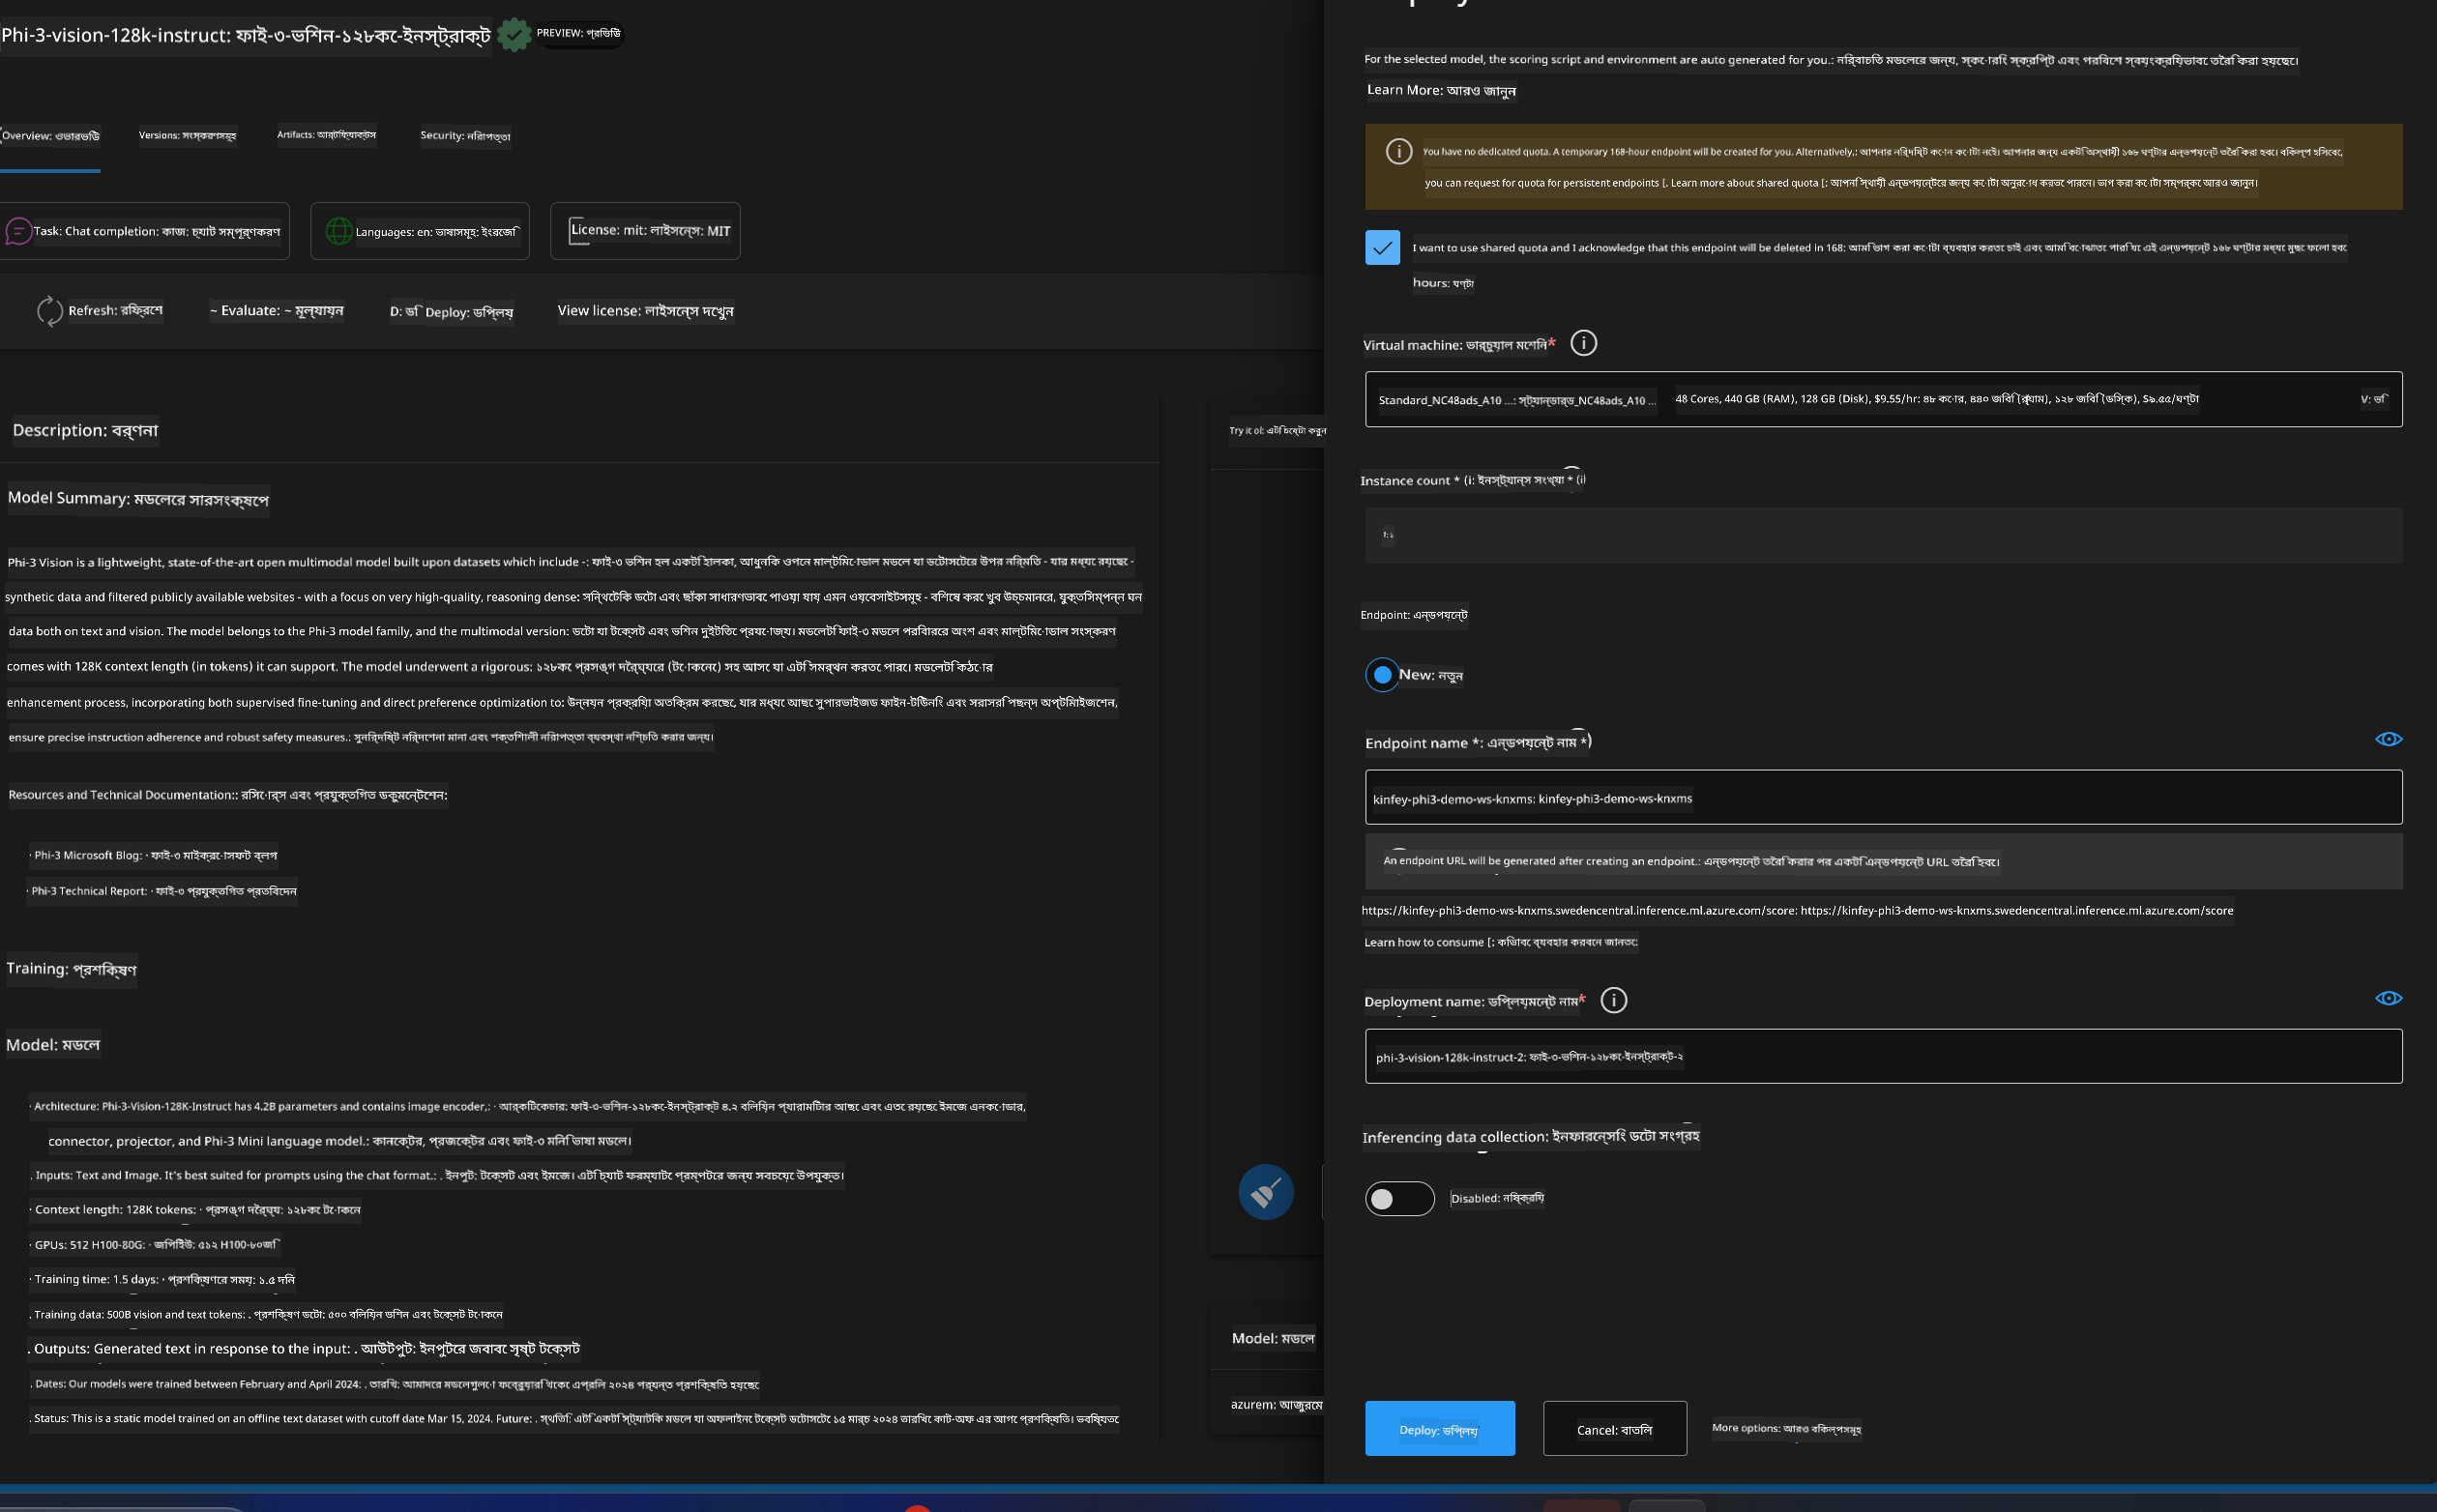 Phi-3-vision-128k-instruct: ফাই-৩-ভিশন-১২৮কে-ইনস্ট্রাক্ট
PREVIEW: প্রিভিউ
Overview: ওভারভিউ
Versions: সংস্করণসমূহ
Artifacts: আর্টিফ্যাক্টস
Security: নিরাপত্তা
Task: Chat completion: কাজ: চ্যাট সম্পূর্ণকরণ
Languages: en: ভাষাসমূহ: ইংরেজি
License: mit: লাইসেন্স: MIT
Refresh: রিফ্রেশ
~ Evaluate: ~ মূল্যায়ন
D: ডি
Deploy: ডিপ্লয়
View license: লাইসেন্স দেখুন
Description: বর্ণনা
Model Summary: মডেলের সারসংক্ষেপ
Phi-3 Vision is a lightweight, state-of-the-art open multimodal model built upon datasets which include -: ফাই-৩ ভিশন হল একটি হালকা, আধুনিক ওপেন মাল্টিমোডাল মডেল যা ডেটাসেটের উপর নির্মিত - যার মধ্যে রয়েছে -
synthetic data and filtered publicly available websites - with a focus on very high-quality, reasoning dense: সিন্থেটিক ডেটা এবং ছাঁকা সাধারণভাবে পাওয়া যায় এমন ওয়েবসাইটসমূহ - বিশেষ করে খুব উচ্চমানের, যুক্তিসম্পন্ন ঘন
data both on text and vision. The model belongs to the Phi-3 model family, and the multimodal version: ডেটা যা টেক্সট এবং ভিশন দুইটিতে প্রযোজ্য। মডেলটি ফাই-৩ মডেল পরিবারের অংশ এবং মাল্টিমোডাল সংস্করণ
comes with 128K context length (in tokens) it can support. The model underwent a rigorous: ১২৮কে প্রসঙ্গ দৈর্ঘ্যের (টোকেনে) সহ আসে যা এটি সমর্থন করতে পারে। মডেলটি কঠোর
enhancement process, incorporating both supervised fine-tuning and direct preference optimization to: উন্নয়ন প্রক্রিয়া অতিক্রম করেছে, যার মধ্যে আছে সুপারভাইজড ফাইন-টিউনিং এবং সরাসরি পছন্দ অপ্টিমাইজেশন,
ensure precise instruction adherence and robust safety measures.: সুনির্দিষ্ট নির্দেশনা মানা এবং শক্তিশালী নিরাপত্তা ব্যবস্থা নিশ্চিত করার জন্য।
Resources and Technical Documentation:: রিসোর্স এবং প্রযুক্তিগত ডকুমেন্টেশন:
· Phi-3 Microsoft Blog: · ফাই-৩ মাইক্রোসফট ব্লগ
· Phi-3 Technical Report: · ফাই-৩ প্রযুক্তিগত প্রতিবেদন
Training: প্রশিক্ষণ
Model: মডেল
· Architecture: Phi-3-Vision-128K-Instruct has 4.2B parameters and contains image encoder,: · আর্কিটেকচার: ফাই-৩-ভিশন-১২৮কে-ইনস্ট্রাক্ট ৪.২ বিলিয়ন প্যারামিটার আছে এবং এতে রয়েছে ইমেজ এনকোডার,
connector, projector, and Phi-3 Mini language model.: কানেক্টর, প্রজেক্টর এবং ফাই-৩ মিনি ভাষা মডেল।
. Inputs: Text and Image. It's best suited for prompts using the chat format.: . ইনপুট: টেক্সট এবং ইমেজ। এটি চ্যাট ফরম্যাটে প্রম্পটের জন্য সবচেয়ে উপযুক্ত।
· Context length: 128K tokens: · প্রসঙ্গ দৈর্ঘ্য: ১২৮কে টোকেন
· GPUs: 512 H100-80G: · জিপিইউ: ৫১২ H100-৮০জি
· Training time: 1.5 days: · প্রশিক্ষণের সময়: ১.৫ দিন
. Training data: 500B vision and text tokens: . প্রশিক্ষণ ডেটা: ৫০০ বিলিয়ন ভিশন এবং টেক্সট টোকেন
. Outputs: Generated text in response to the input: . আউটপুট: ইনপুটের জবাবে সৃষ্ট টেক্সট
. Dates: Our models were trained between February and April 2024: . তারিখ: আমাদের মডেলগুলো ফেব্রুয়ারি থেকে এপ্রিল ২০২৪ পর্যন্ত প্রশিক্ষিত হয়েছে
. Status: This is a static model trained on an offline text dataset with cutoff date Mar 15, 2024. Future: . স্থিতি: এটি একটি স্ট্যাটিক মডেল যা অফলাইন টেক্সট ডেটাসেটে ১৫ মার্চ ২০২৪ তারিখে কাট-অফ এর আগে প্রশিক্ষিত। ভবিষ্যতে
Try it ol: এটি চেষ্টা করুন
Model: মডেল
azurem: আজুরমে
For the selected model, the scoring script and environment are auto generated for you.: নির্বাচিত মডেলের জন্য, স্কোরিং স্ক্রিপ্ট এবং পরিবেশ স্বয়ংক্রিয়ভাবে তৈরি করা হয়েছে।
Learn More: আরও জানুন
You have no dedicated quota. A temporary 168-hour endpoint will be created for you. Alternatively,: আপনার নির্দিষ্ট কোন কোটা নেই। আপনার জন্য একটি অস্থায়ী ১৬৮ ঘণ্টার এন্ডপয়েন্ট তৈরি করা হবে। বিকল্প হিসেবে,
you can request for quota for persistent endpoints [. Learn more about shared quota [: আপনি স্থায়ী এন্ডপয়েন্টের জন্য কোটা অনুরোধ করতে পারেন। ভাগ করা কোটা সম্পর্কে আরও জানুন।
I want to use shared quota and I acknowledge that this endpoint will be deleted in 168: আমি ভাগ করা কোটা ব্যবহার করতে চাই এবং আমি বোঝাতে পারি যে এই এন্ডপয়েন্ট ১৬৮ ঘণ্টার মধ্যে মুছে ফেলা হবে
hours: ঘণ্টা
Virtual machine: ভার্চুয়াল মেশিন*
Standard_NC48ads_A10 ...: স্ট্যান্ডার্ড_NC48ads_A10 ...
48 Cores, 440 GB (RAM), 128 GB (Disk), $9.55/hr: ৪৮ কোর, ৪৪০ জিবি (র‍্যাম), ১২৮ জিবি (ডিস্ক), $৯.৫৫/ঘণ্টা
V: ভি
Instance count * (i: ইনস্ট্যান্স সংখ্যা * (i)
Endpoint: এন্ডপয়েন্ট
New: নতুন
Endpoint name *: এন্ডপয়েন্ট নাম *
kinfey-phi3-demo-ws-knxms: kinfey-phi3-demo-ws-knxms
An endpoint URL will be generated after creating an endpoint.: এন্ডপয়েন্ট তৈরি করার পর একটি এন্ডপয়েন্ট URL তৈরি হবে।
https://kinfey-phi3-demo-ws-knxms.swedencentral.inference.ml.azure.com/score: https://kinfey-phi3-demo-ws-knxms.swedencentral.inference.ml.azure.com/score
Learn how to consume [: কিভাবে ব্যবহার করবেন জানতে:
Deployment name: ডিপ্লয়মেন্ট নাম*
phi-3-vision-128k-instruct-2: ফাই-৩-ভিশন-১২৮কে-ইনস্ট্রাক্ট-২
Inferencing data collection: ইনফারেন্সিং ডেটা সংগ্রহ
Disabled: নিষ্ক্রিয়
Deploy: ডিপ্লয়
Cancel: বাতিল
More options: আরও বিকল্পসমূহ